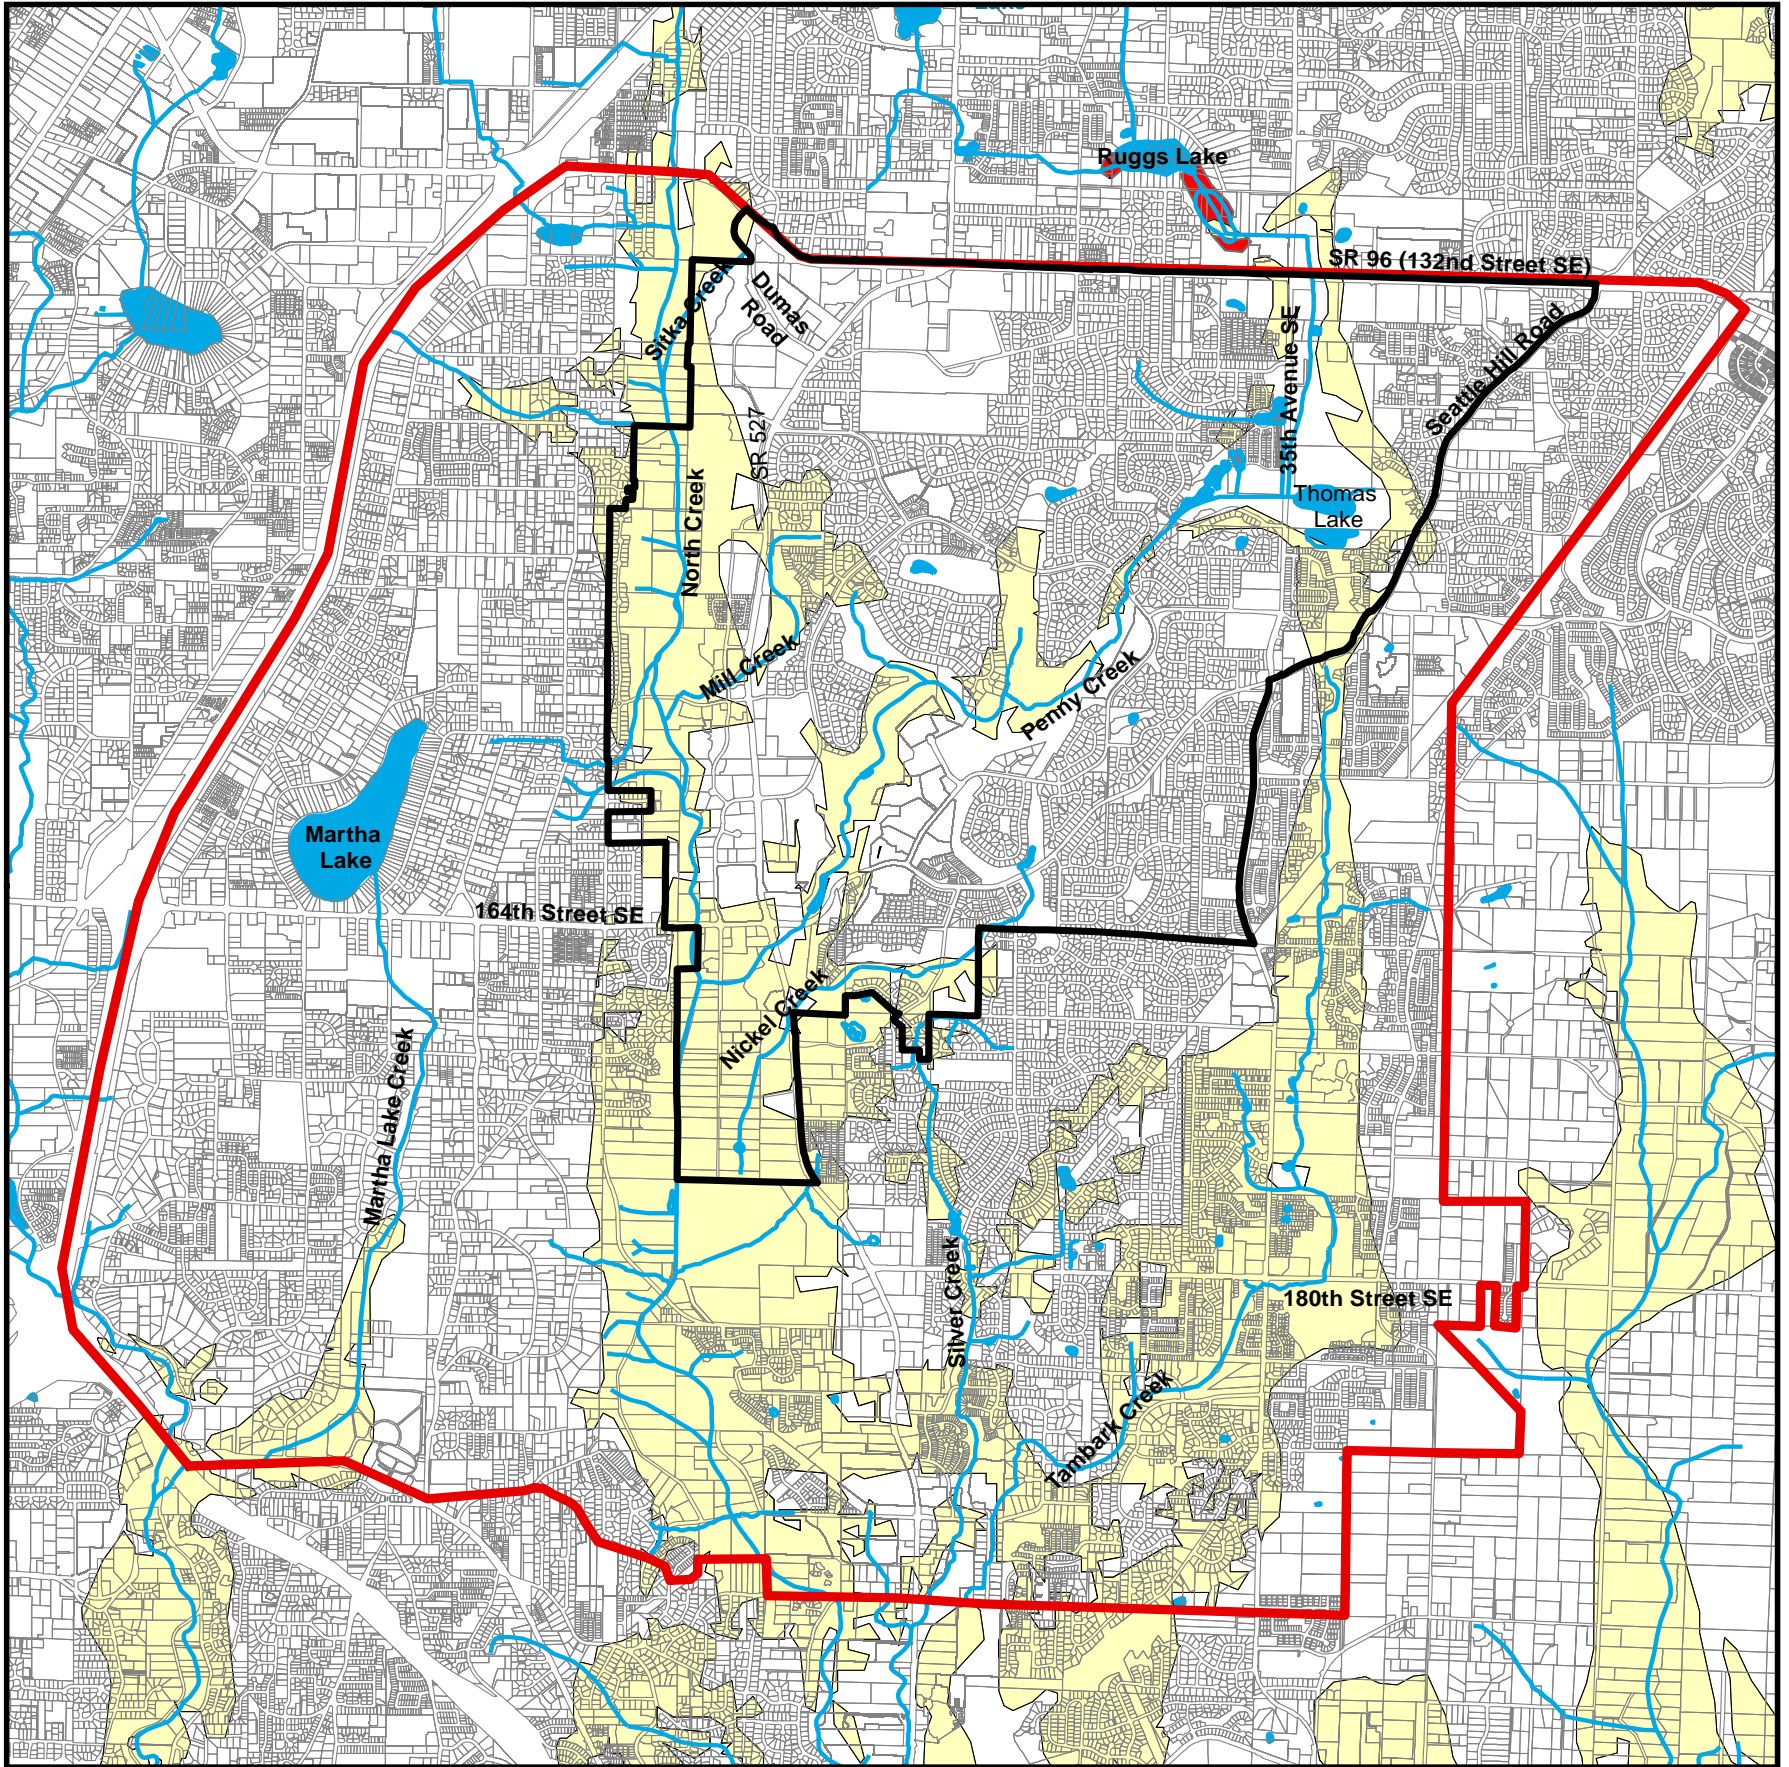 Lake
Ruggs Lake
SR 96 (132nd Street SE)
Sitka Creek
Dumas
Road
35th Avenue SE
Seattle Hill Road
SR 527
North Creek
Thomas
Lake
Mill Creek
Penny Creek
Martha
Lake
164th Street SE
Nickel Creek
Martha Lake Creek
Silver Creek
180th Street SE
Tambark Creek